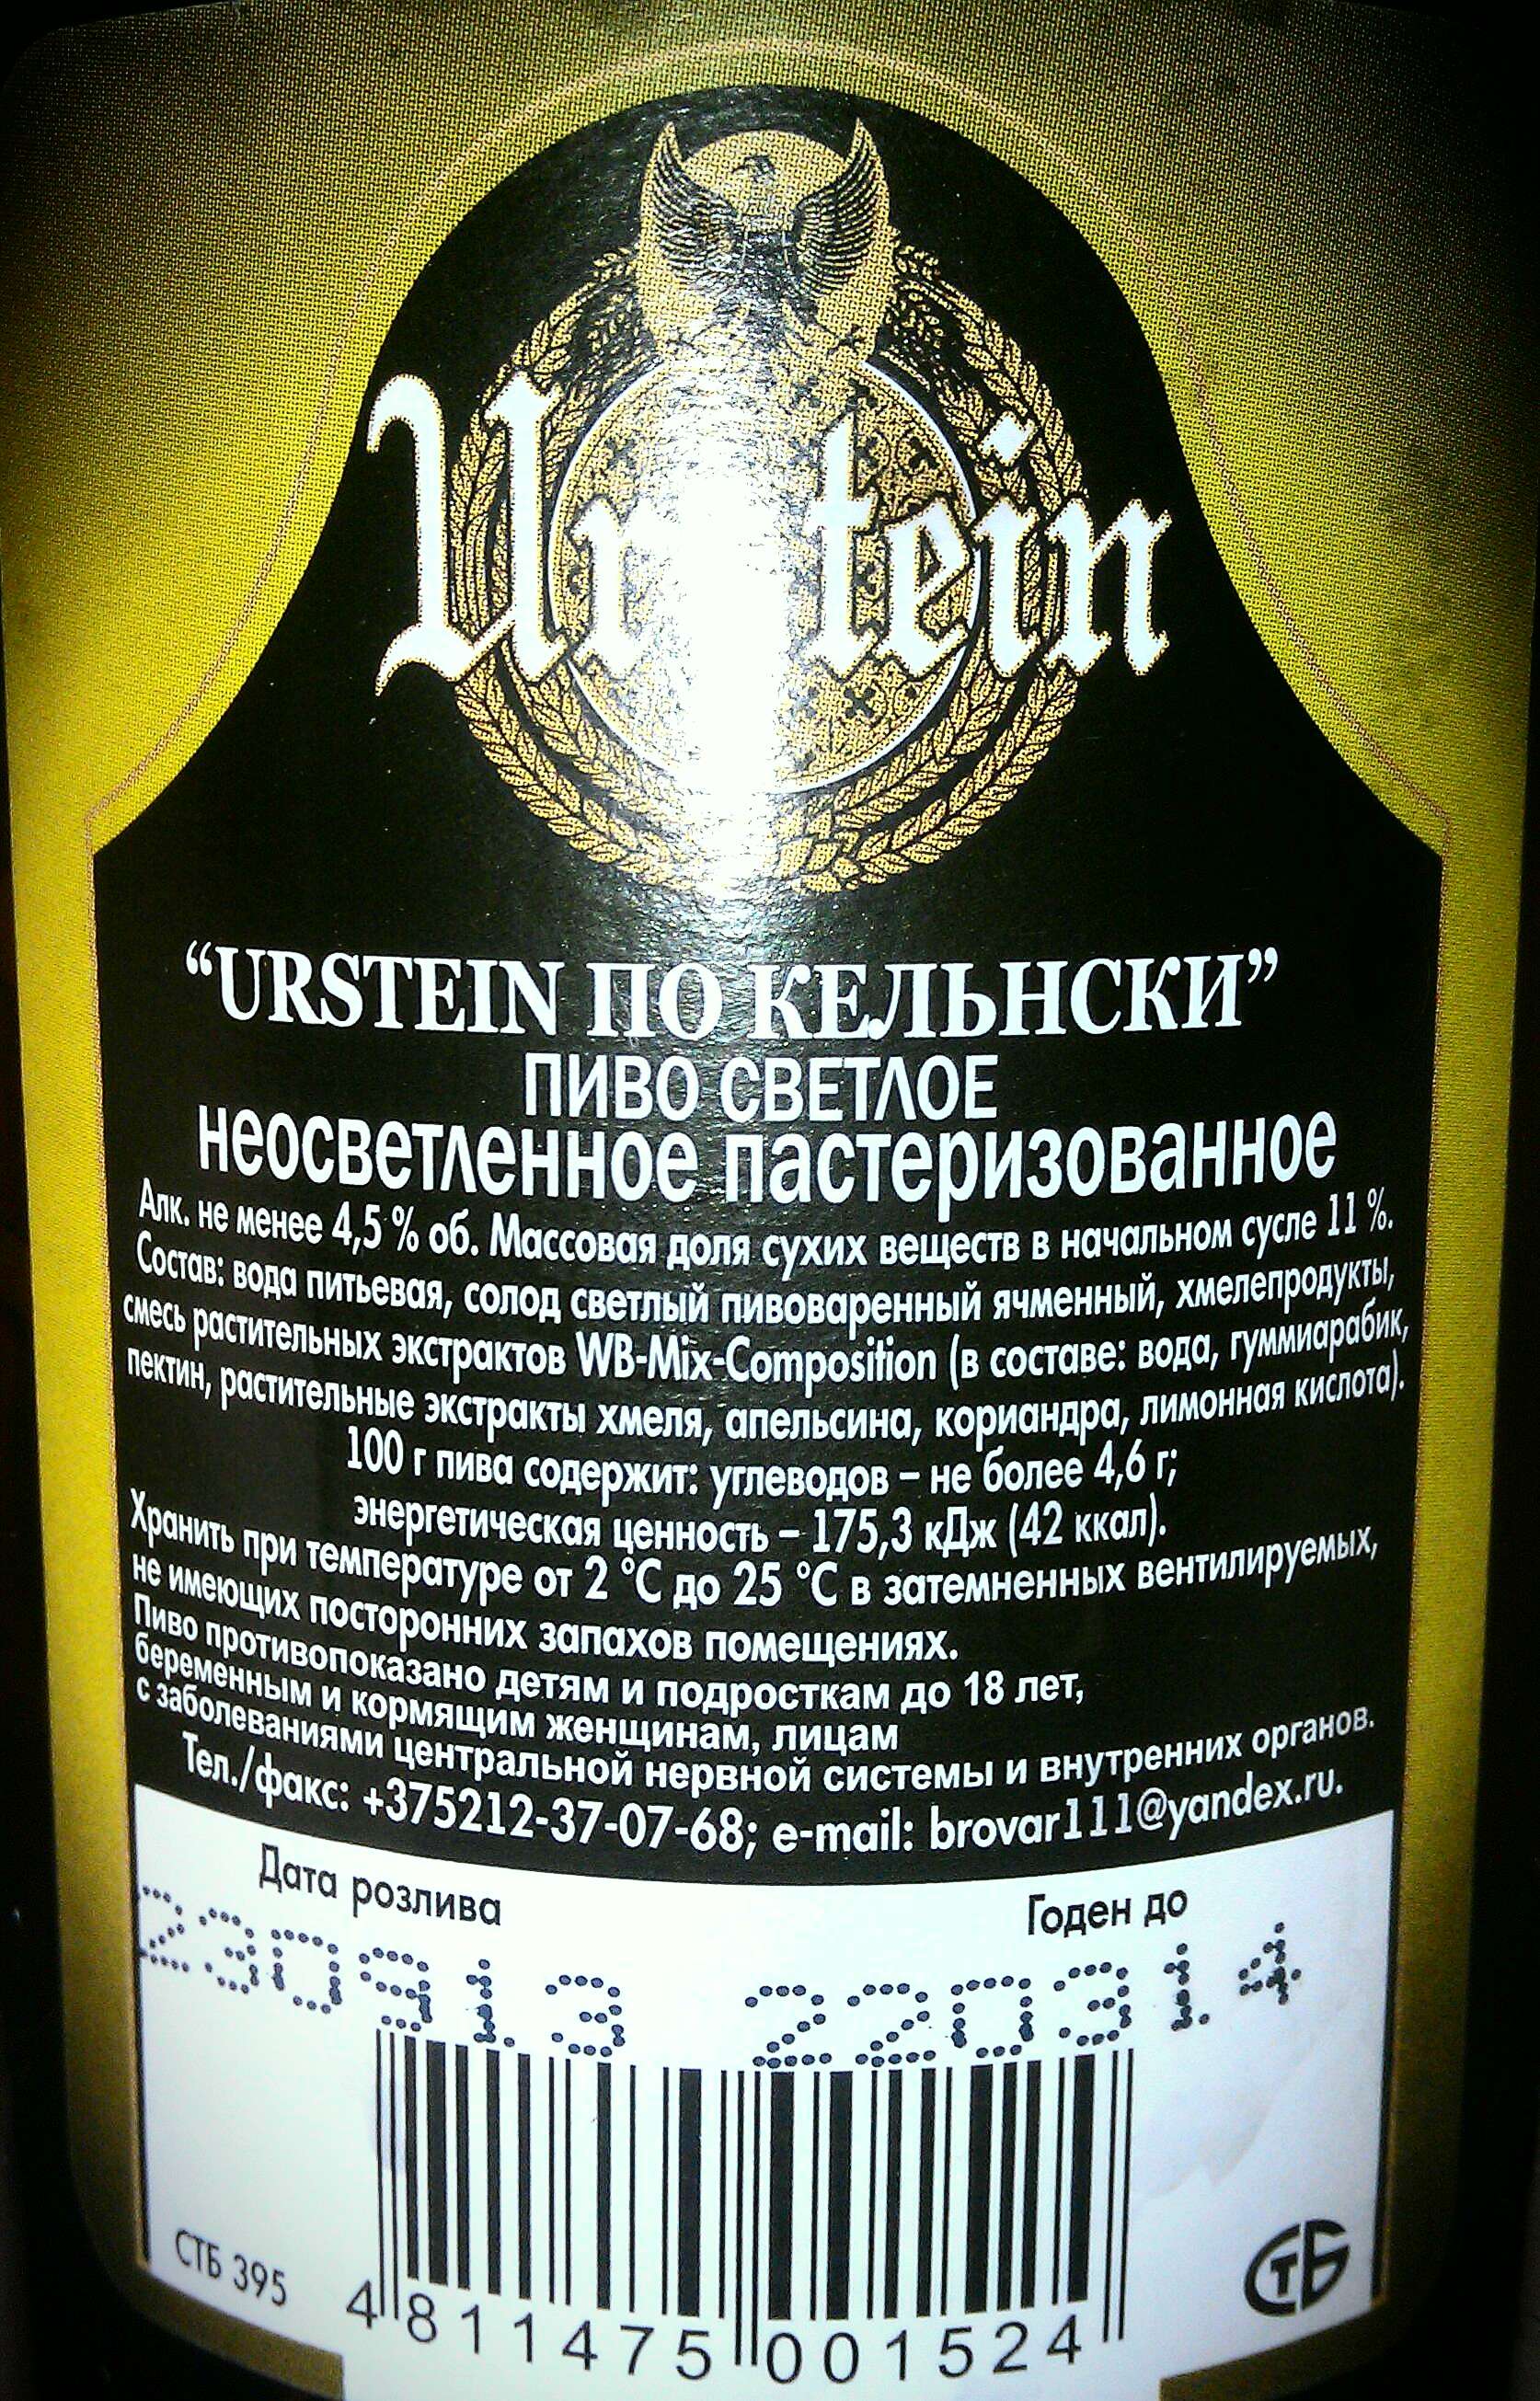 Urstein
“URSTEIN ПО КЕЛЬНСКИ”
ПИВО СВЕТЛОЕ
неосветленное пастеризованное
Алк. не менее 4,5 % об. Массовая доля сухих веществ в начальном сусле 11 %.
Состав: вода питьевая, солод светлый пивоваренный ячменный, хмелепродукты,
смесь растительных экстрактов WB-Mix-Composition (в составе: вода, гуммиарабик,
пектин, растительные экстракты хмеля, апельсина, кориандра, лимонная кислота).
100 г пива содержит: углеводов – не более 4,6 г;
энергетическая ценность – 175,3 кДж (42 ккал).
Хранить при температуре от 2 °С до 25 °С в затемненных вентилируемых,
не имеющих посторонних запахов помещениях.
Пиво противопоказано детям и подросткам до 18 лет,
беременным и кормящим женщинам, лицам
с заболеваниями центральной нервной системы и внутренних органов.
Тел./факс: +375212-37-07-68; e-mail: brovar111@yandex.ru.
Дата розлива Годен до
230913 220314
СТБ 395
4 811475 001524
СТБ